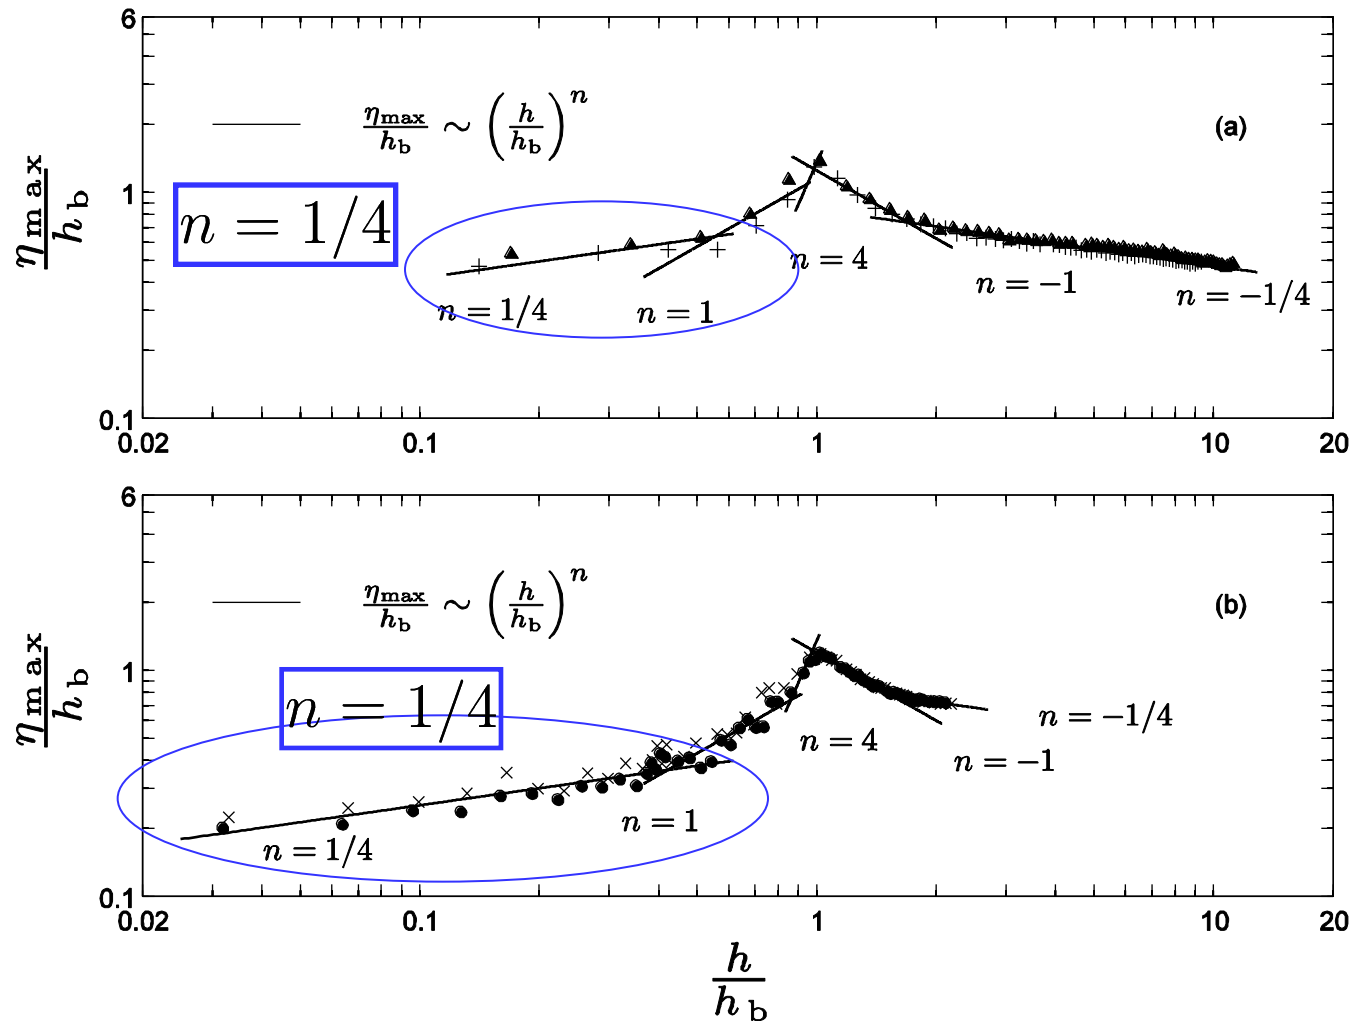 6
η_max/h_b ∼ (h/h_b)^n
(a)
η_max/h_b
1
n = 1/4
n = 4
n = −1
n = −1/4
n = 1/4
n = 1
0.1
0.02 0.1 1 10 20
6
η_max/h_b ∼ (h/h_b)^n
(b)
η_max/h_b
1
n = 1/4
n = −1/4
n = 4
n = −1
n = 1
n = 1/4
0.1
0.02 0.1 1 10 20
h/h_b